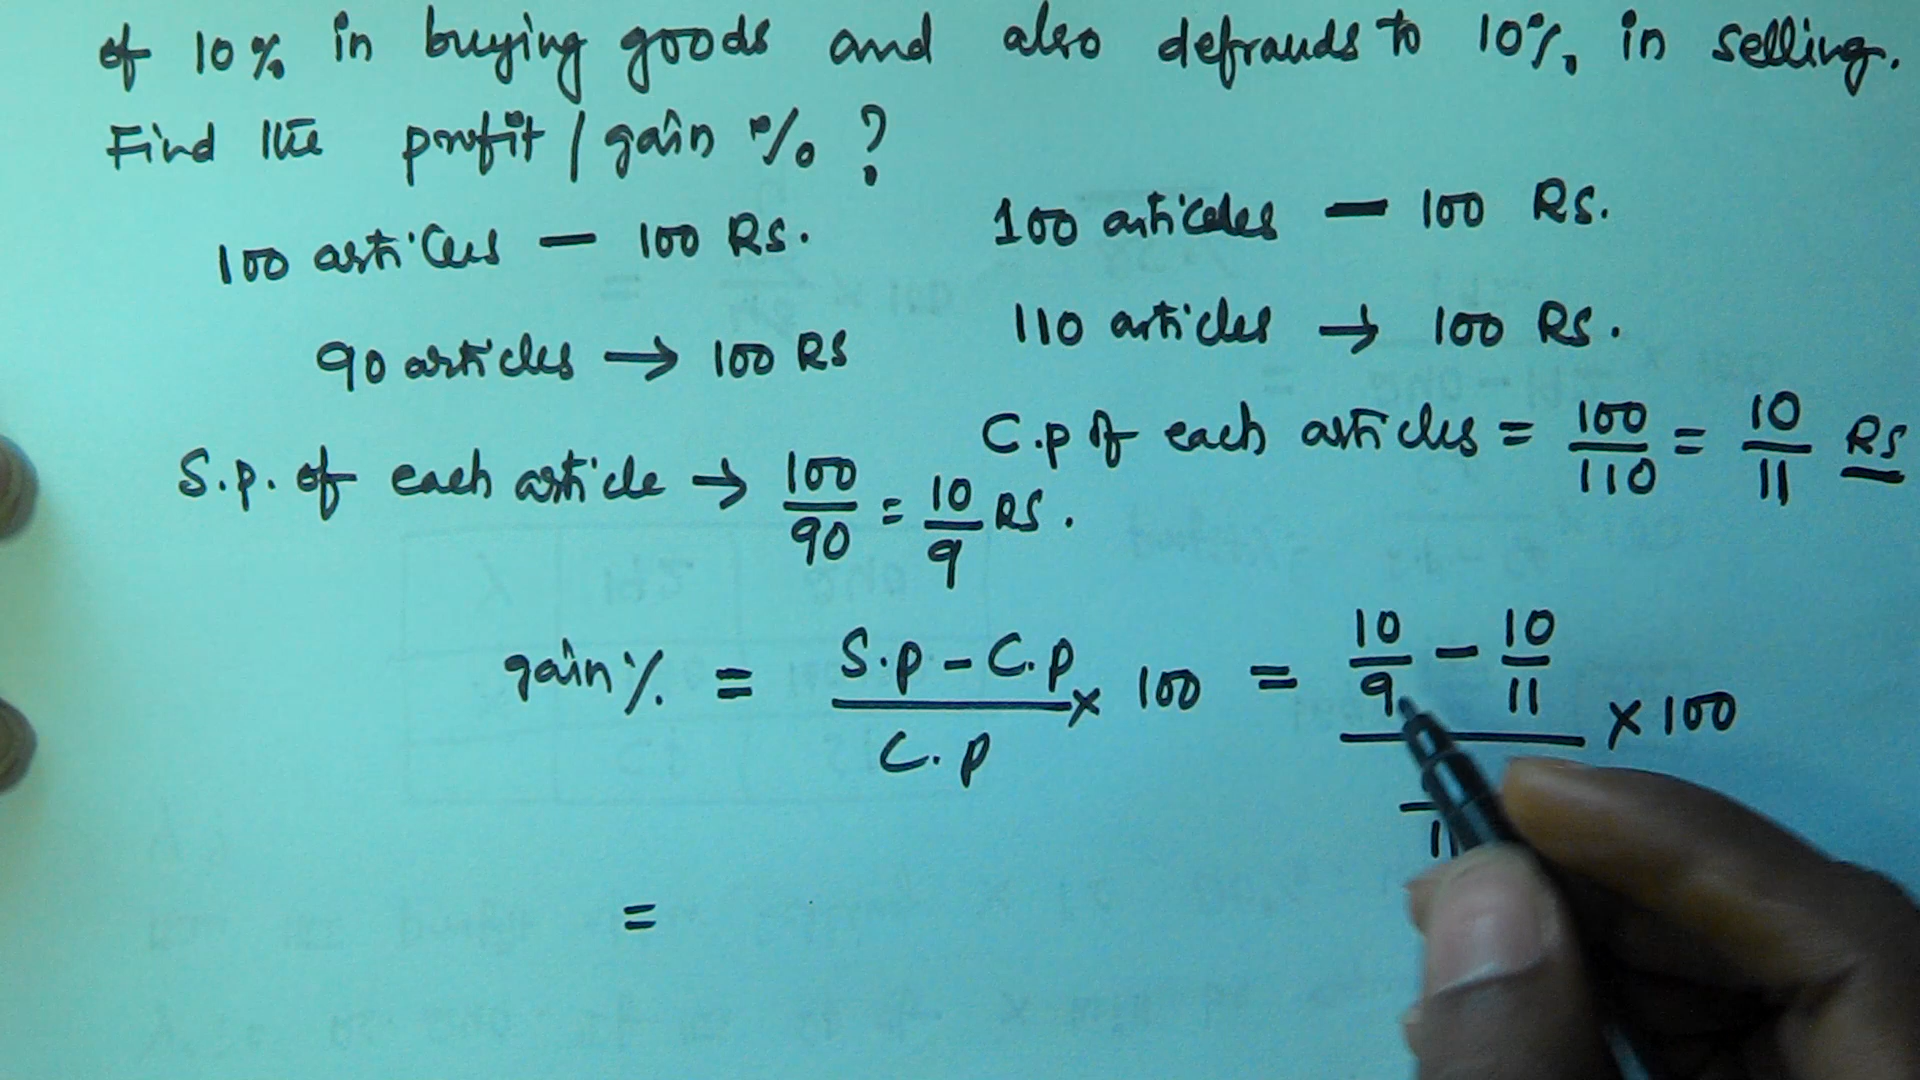 of 10% in buying goods and also defrauds to 10% in selling.
Find the profit / gain % ?
100 articles — 100 RS.
90 articles → 100 RS
S.p. of each article → 100/90 = 10/9 RS.
100 articles — 100 RS.
110 articles → 100 RS.
C.p of each articles = 100/110 = 10/11 RS
gain% = S.p - C.p / C.p × 100 = 10/9 - 10/11 / × 100
=